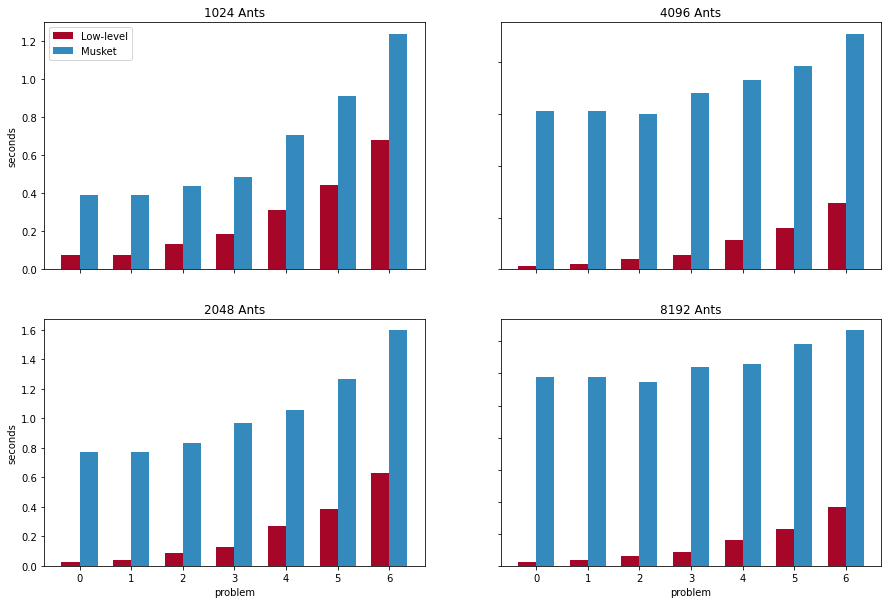 1024 Ants
Low-level
Musket
1.2
1.0
0.8
0.6
0.4
0.2
0.0
seconds
4096 Ants
2048 Ants
1.6
1.4
1.2
1.0
0.8
0.6
0.4
0.2
0.0
seconds
0 1 2 3 4 5 6
problem
8192 Ants
0 1 2 3 4 5 6
problem